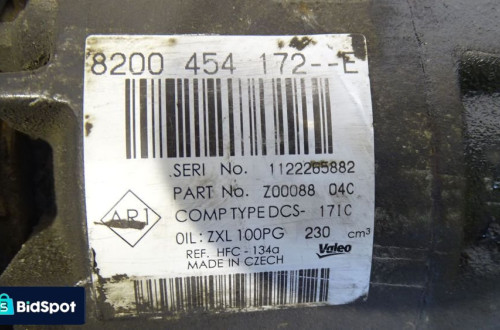 8200 454 172--E
SERI No. 1122265882
PART No. Z00088 04C
AR1 COMP TYPE DCS- 171C
OIL: ZXL 100PG 230 cm³
REF. HFC - 134a
MADE IN CZECH
Valeo
S BidSpot